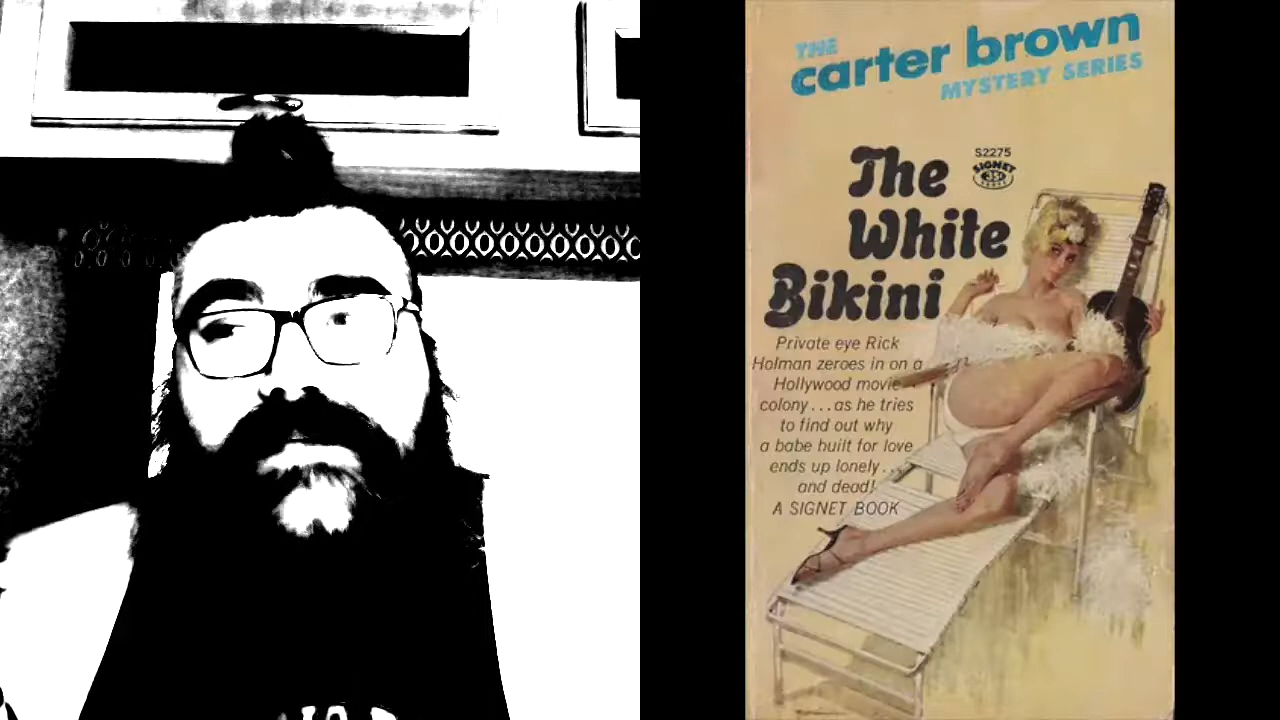 THE
carter brown
MYSTERY SERIES
The
White
Bikini
S2275
SIGNET
BOOKS
Private eye Rick
Holman zeroes in on a
Hollywood movie
colony...as he tries
to find out why
a babe built for love
ends up lonely...
and dead!
A SIGNET BOOK